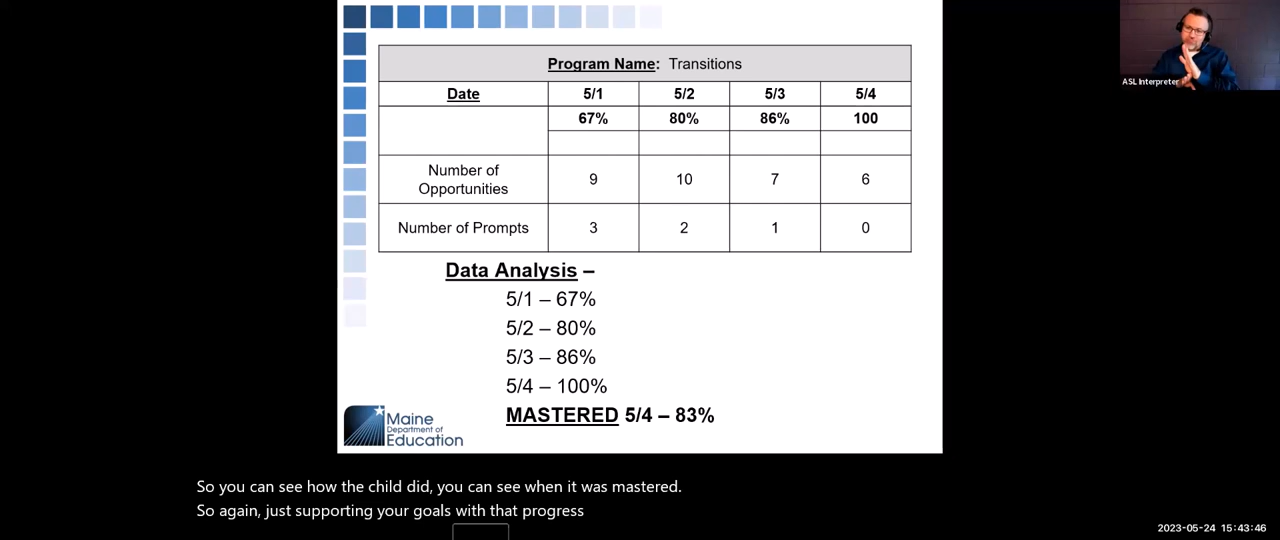 Program Name: Transitions
Date 5/1 5/2 5/3 5/4
67% 80% 86% 100
Number of
Opportunities
9 10 7 6
Number of Prompts 3 2 1 0
Data Analysis –
5/1 – 67%
5/2 – 80%
5/3 – 86%
5/4 – 100%
MASTERED 5/4 – 83%
Maine
Department of
Education
ASL Interpreter
So you can see how the child did, you can see when it was mastered.
So again, just supporting your goals with that progress
2023-05-24 15:43:46